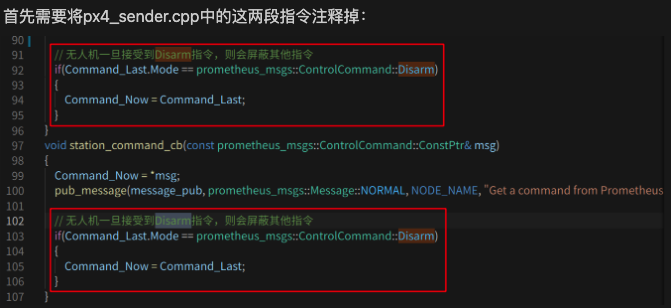 首先需要将px4_sender.cpp中的这两段指令注释掉：
90
91 // 无人机一旦接受到Disarm指令，则会屏蔽其他指令
92 if(Command_Last.Mode == prometheus_msgs::ControlCommand::Disarm)
93 {
94 Command_Now = Command_Last;
95 }
96 }
97 void station_command_cb(const prometheus_msgs::ControlCommand::ConstPtr& msg)
98 {
99 Command_Now = *msg;
100 pub_message(message_pub, prometheus_msgs::Message::NORMAL, NODE_NAME, "Get a command from Prometheus
101
102 // 无人机一旦接受到Disarm指令，则会屏蔽其他指令
103 if(Command_Last.Mode == prometheus_msgs::ControlCommand::Disarm)
104 {
105 Command_Now = Command_Last;
106 }
107 }